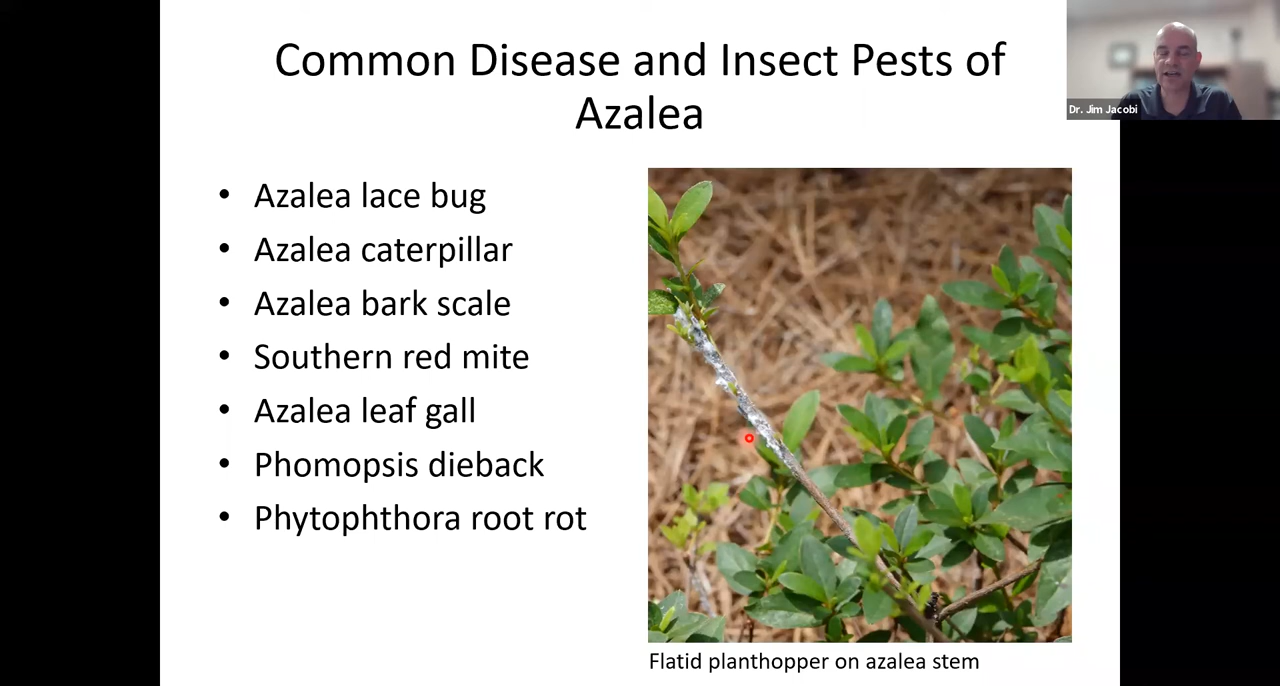 Common Disease and Insect Pests of
Azalea
Dr. Jim Jacobi
• Azalea lace bug
• Azalea caterpillar
• Azalea bark scale
• Southern red mite
• Azalea leaf gall
• Phomopsis dieback
• Phytophthora root rot
Flatid planthopper on azalea stem